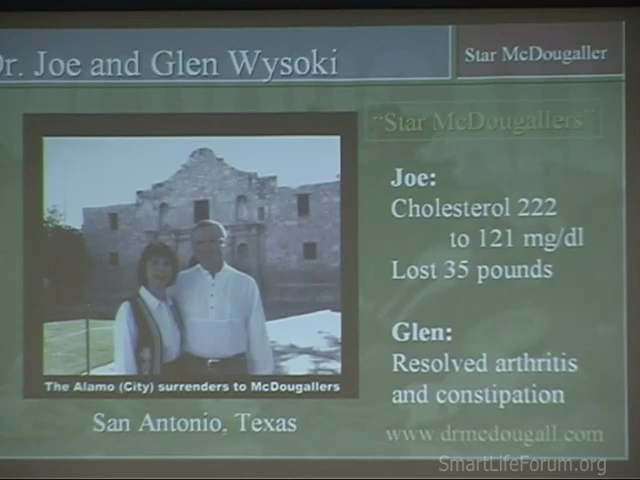 Dr. Joe and Glen Wysoki
Star McDougaller
"Star McDougallers"
Joe:
Cholesterol 222
to 121 mg/dl
Lost 35 pounds
Glen:
Resolved arthritis
and constipation
The Alamo (City) surrenders to McDougallers
San Antonio, Texas
www.drmcdougall.com
SmartLifeForum.org